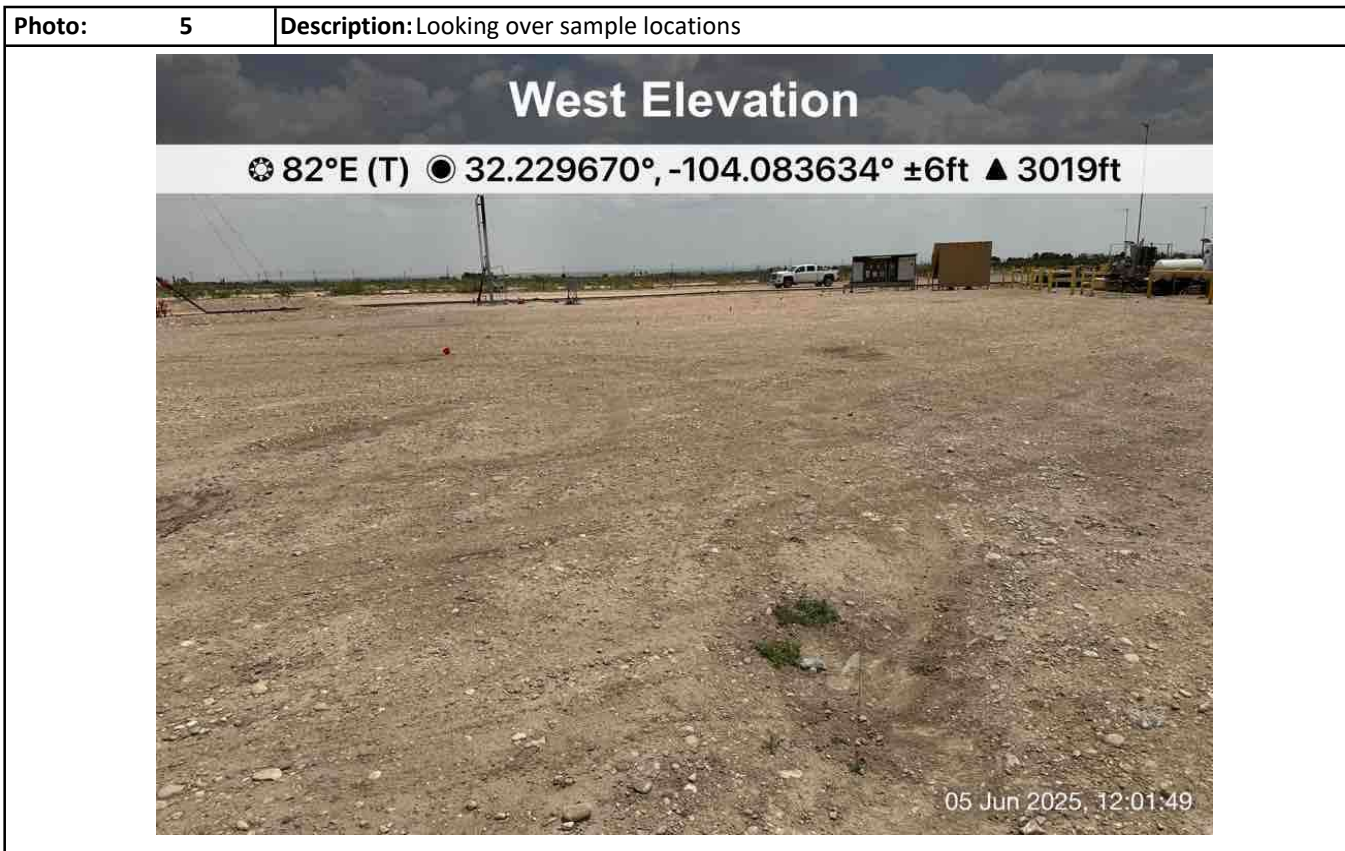 Photo: 5 Description: Looking over sample locations
West Elevation
82°E (T) 32.229670°, -104.083634° ±6ft ▲ 3019ft
05 Jun 2025, 12:01:49